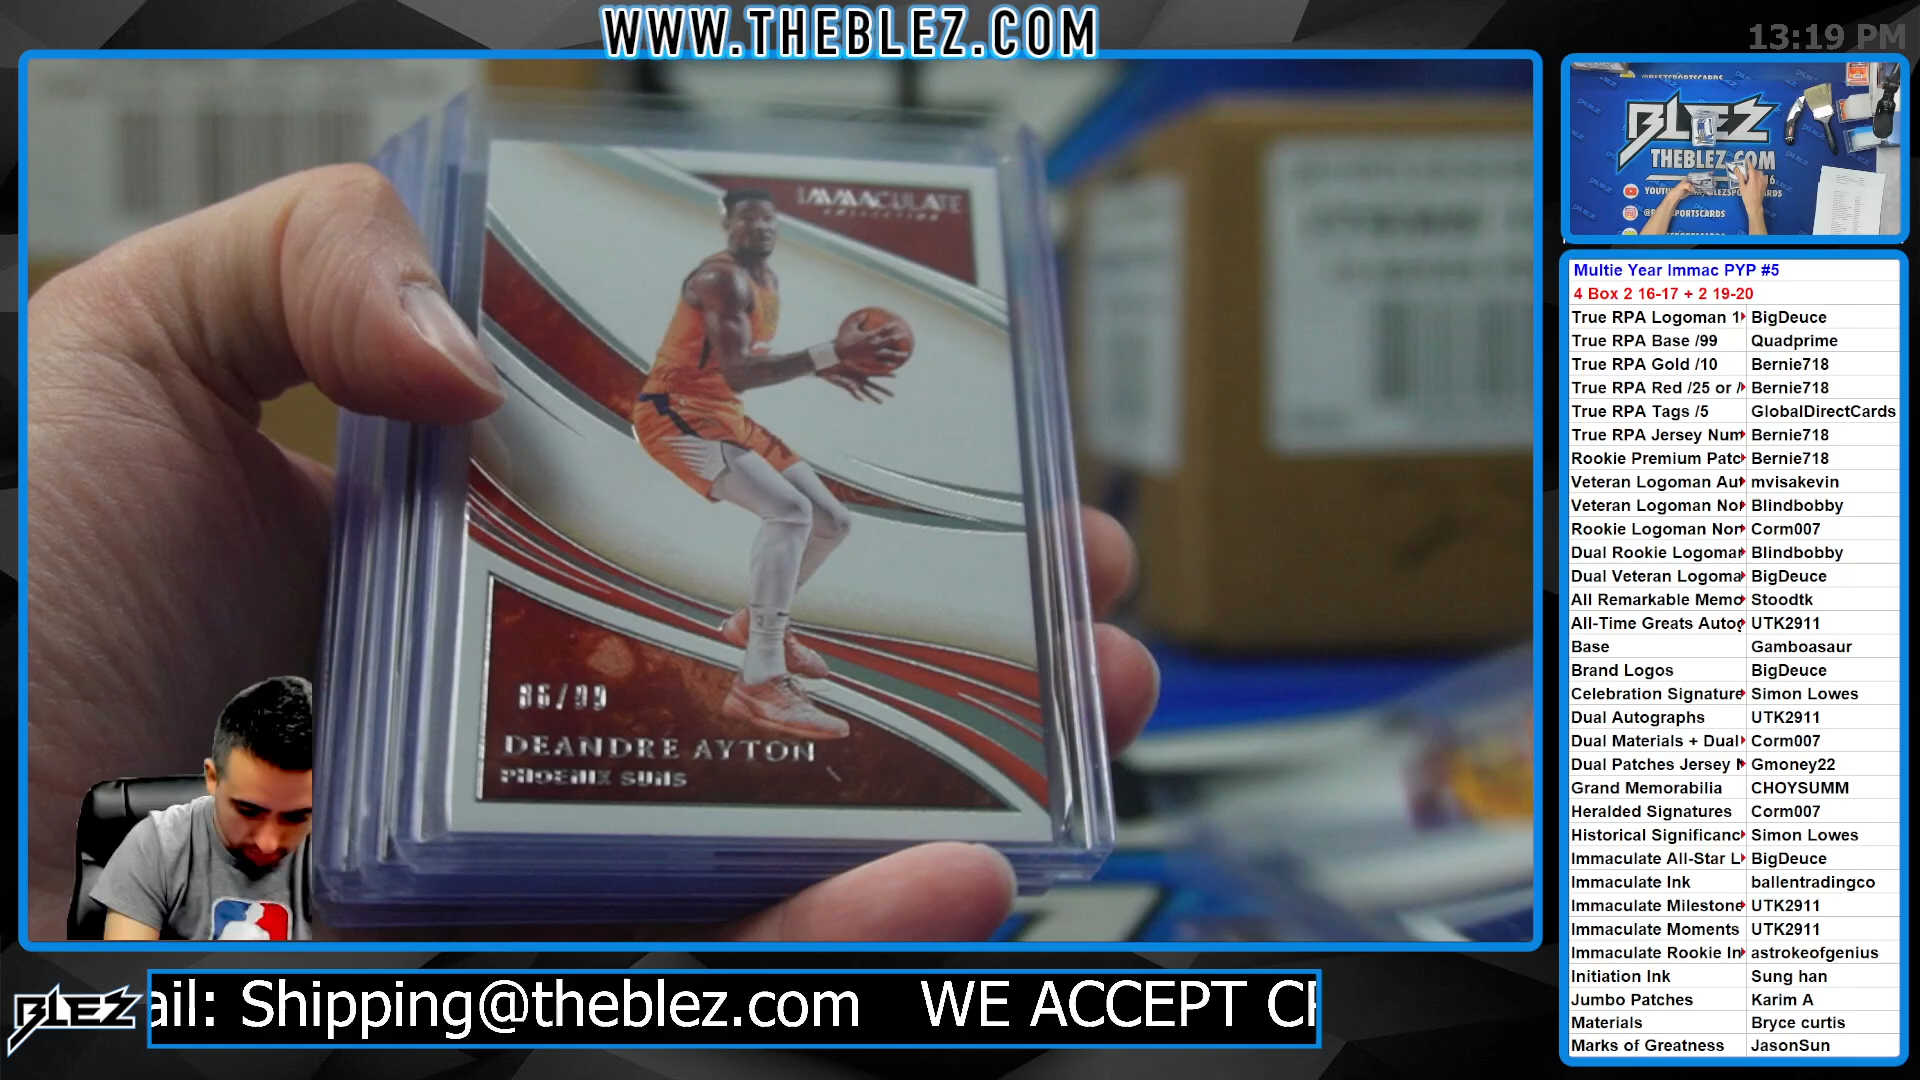 WWW.THEBLEZ.COM
13:19 PM
IMMACULATE
COLLECTION
86/99
DEANDRE AYTON
PHOENIX SUNS
BLEZ
THEBLEZ.COM
Multie Year Immac PYP #5
4 Box 2 16-17 + 2 19-20
True RPA Logoman 1 BigDeuce
True RPA Base /99 Quadprime
True RPA Gold /10 Bernie718
True RPA Red /25 or / Bernie718
True RPA Tags /5 GlobalDirectCards
True RPA Jersey Num Bernie718
Rookie Premium Patc Bernie718
Veteran Logoman Aut mvisakevin
Veteran Logoman No Blindbobby
Rookie Logoman Non Corm007
Dual Rookie Logoman Blindbobby
Dual Veteran Logoma BigDeuce
All Remarkable Memo Stoodtk
All-Time Greats Autog UTK2911
Base Gamboasaur
Brand Logos BigDeuce
Celebration Signature Simon Lowes
Dual Autographs UTK2911
Dual Materials + Dual Corm007
Dual Patches Jersey Gmoney22
Grand Memorabilia CHOYSUMM
Heralded Signatures Corm007
Historical Significanc Simon Lowes
Immaculate All-Star L BigDeuce
Immaculate Ink ballentradingco
Immaculate Milestone UTK2911
Immaculate Moments UTK2911
Immaculate Rookie In astrokeofgenius
Initiation Ink Sung han
Jumbo Patches Karim A
Materials Bryce curtis
Marks of Greatness JasonSun
BLEZ
ail: Shipping@theblez.com WE ACCEPT CR